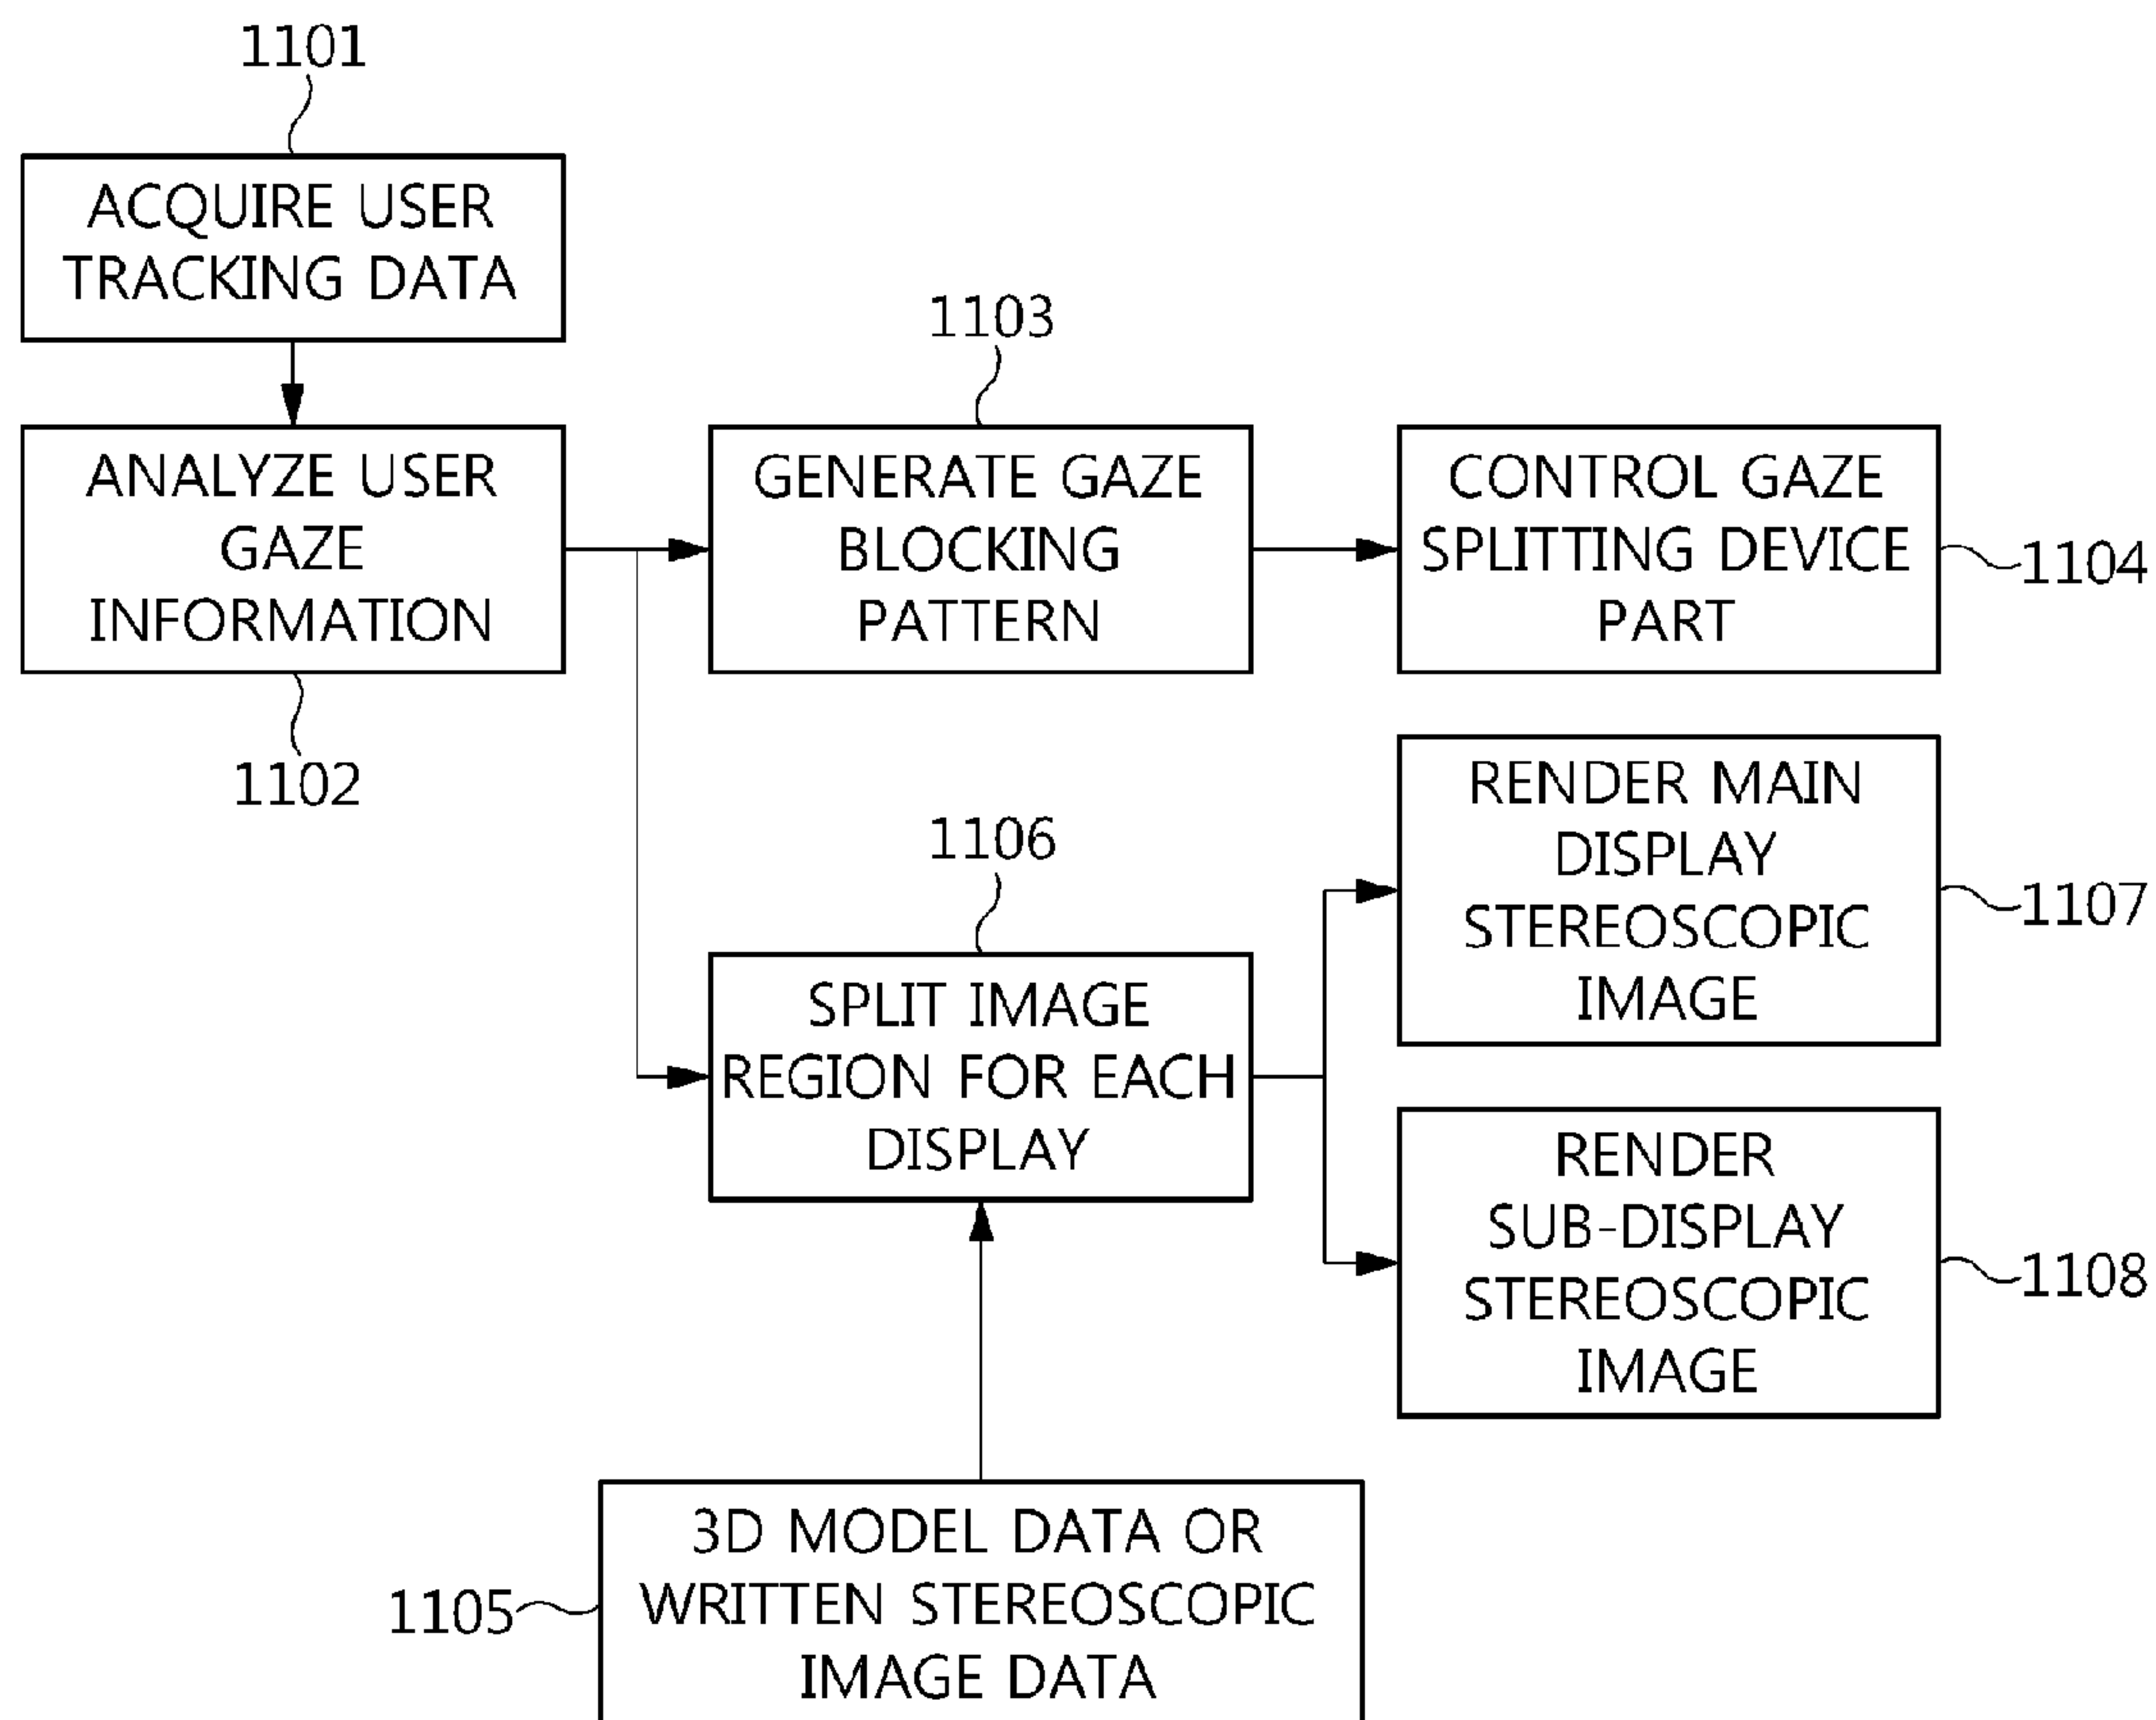 1101
ACQUIRE USER
TRACKING DATA
ANALYZE USER
GAZE
INFORMATION
1102
1103
GENERATE GAZE
BLOCKING
PATTERN
CONTROL GAZE
SPLITTING DEVICE
PART
1104
1106
SPLIT IMAGE
REGION FOR EACH
DISPLAY
RENDER MAIN
DISPLAY
STEREOSCOPIC
IMAGE
1107
RENDER
SUB-DISPLAY
STEREOSCOPIC
IMAGE
1108
1105
3D MODEL DATA OR
WRITTEN STEREOSCOPIC
IMAGE DATA